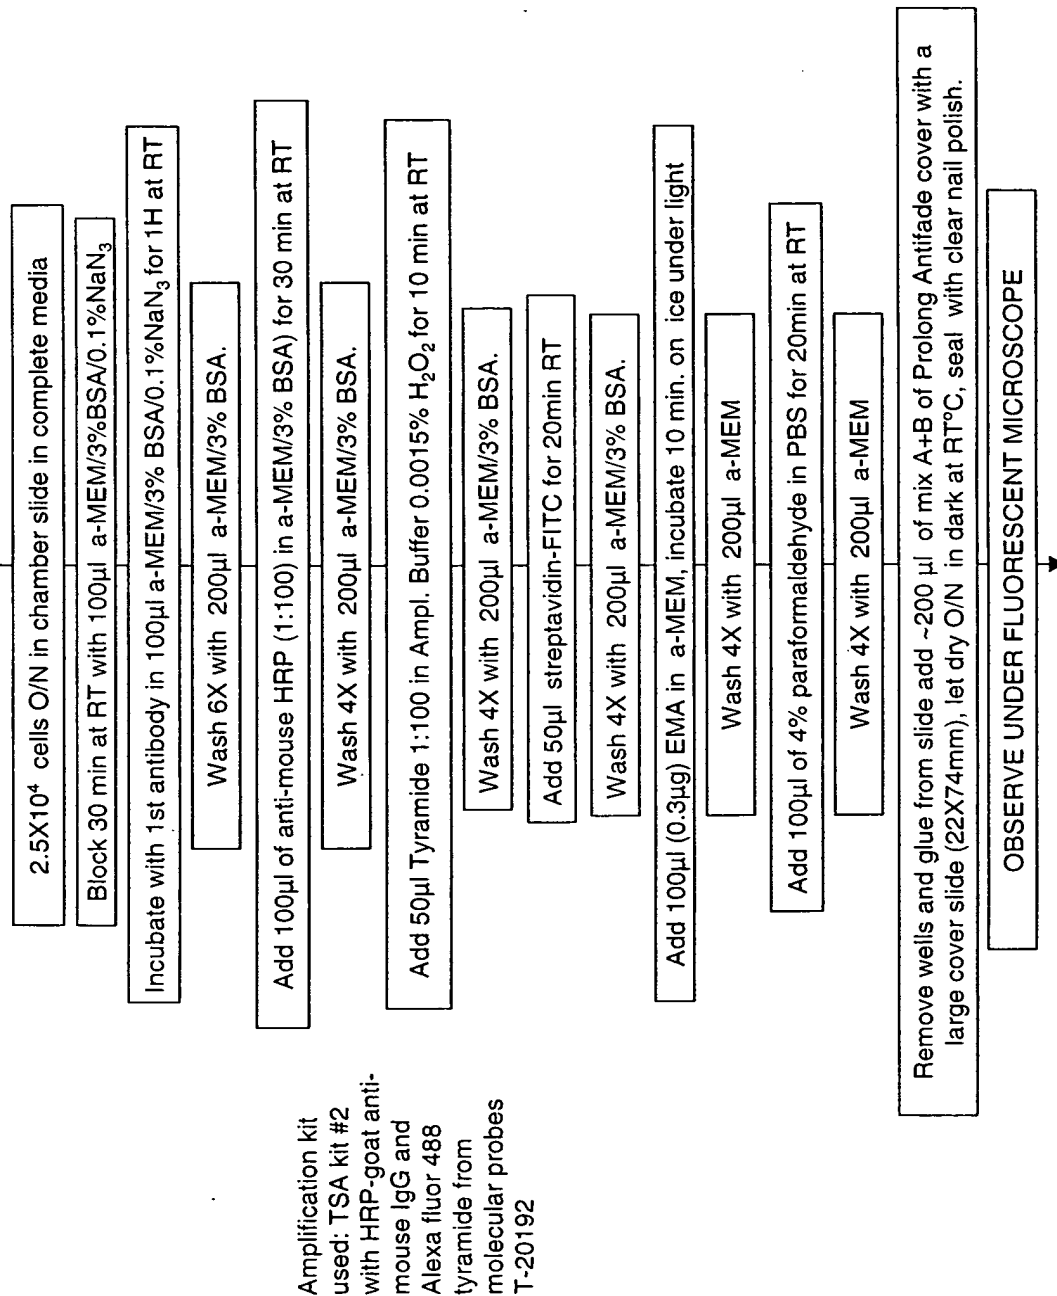 2.5X10⁴ cells O/N in chamber slide in complete media
Block 30 min at RT with 100µl a-MEM/3%BSA/0.1%NaN₃
Incubate with 1st antibody in 100µl a-MEM/3% BSA/0.1%NaN₃ for 1H at RT
Wash 6X with 200µl a-MEM/3% BSA.
Add 100µl of anti-mouse HRP (1:100) in a-MEM/3% BSA) for 30 min at RT
Wash 4X with 200µl a-MEM/3% BSA.
Add 50µl Tyramide 1:100 in Ampl. Buffer 0.0015% H₂O₂ for 10 min at RT
Wash 4X with 200µl a-MEM/3% BSA.
Add 50µl streptavidin-FITC for 20min RT
Wash 4X with 200µl a-MEM/3% BSA.
Add 100µl (0.3µg) EMA in a-MEM, incubate 10 min. on ice under light
Wash 4X with 200µl a-MEM
Add 100µl of 4% paraformaldehyde in PBS for 20min at RT
Wash 4X with 200µl a-MEM
Remove wells and glue from slide add ~200 µl of mix A+B of Prolong Antifade cover with a
large cover slide (22X74mm), let dry O/N in dark at RT°C, seal with clear nail polish.
OBSERVE UNDER FLUORESCENT MICROSCOPE
Amplification kit
used: TSA kit #2
with HRP-goat anti-
mouse IgG and
Alexa fluor 488
tyramide from
molecular probes
T-20192